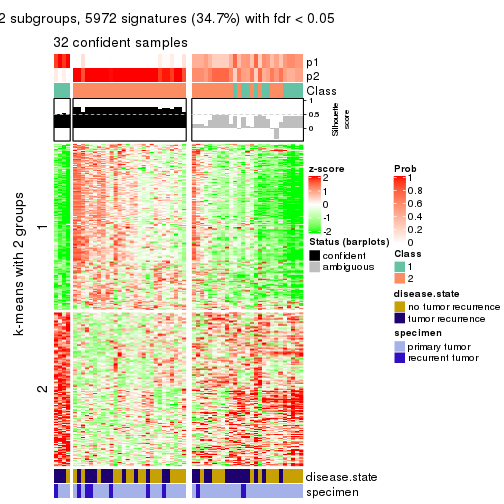 2 subgroups, 5972 signatures (34.7%) with fdr < 0.05
32 confident samples
p1
p2
Class
1
0.5
0
Silhouette
score
k-means with 2 groups
1
2
z-score
2
1
0
-1
-2
Status (barplots)
confident
ambiguous
Prob
1
0.8
0.6
0.4
0.2
0
Class
1
2
disease.state
no tumor recurrence
tumor recurrence
specimen
primary tumor
recurrent tumor
disease.state
specimen